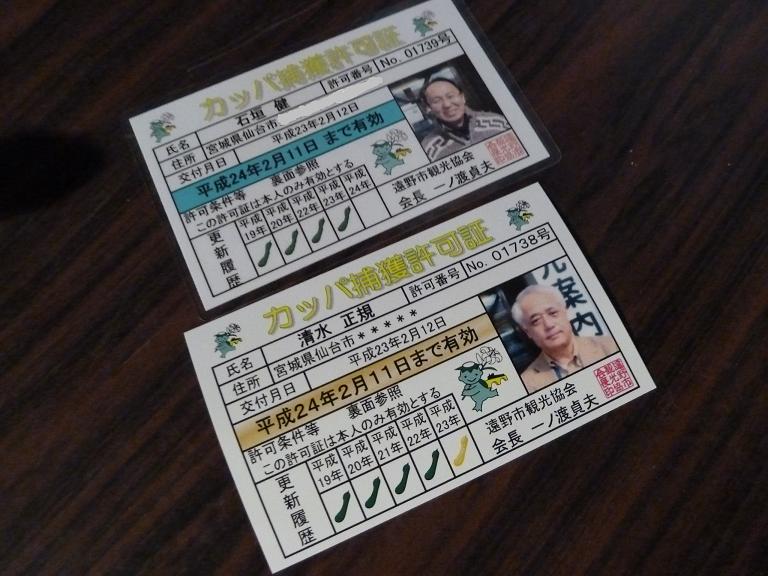 カッパ捕獲許可証
許可番号 No. 01739号
氏名 石垣 健
住所 宮城県仙台市
交付月日 平成23年2月12日
平成24年2月11日 まで有効
許可条件等 裏面参照
この許可証は本人のみ有効とする
更新履歴
平成19年 平成20年 平成22年 平成23年 平成24年
遠野市観光協会
会長 一ノ渡貞夫
カッパ捕獲許可証
許可番号 No. 01738号
氏名 清水 正規
住所 宮城県仙台市*****
交付月日 平成23年2月12日
平成24年2月11日まで有効
許可条件等 裏面参照
この許可証は本人のみ有効とする
更新履歴
平成19年 平成20年 平成21年 平成22年 平成23年
案内
遠野市観光協会
会長 一ノ渡貞夫